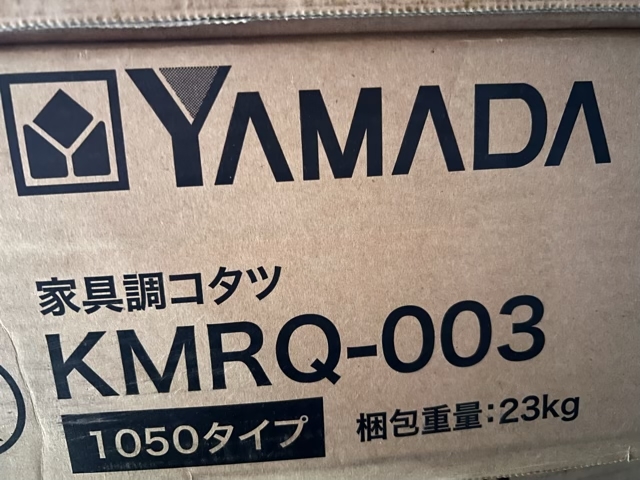 YAMADA
家具調コタツ
KMRQ-003
1050タイプ
梱包重量:23kg